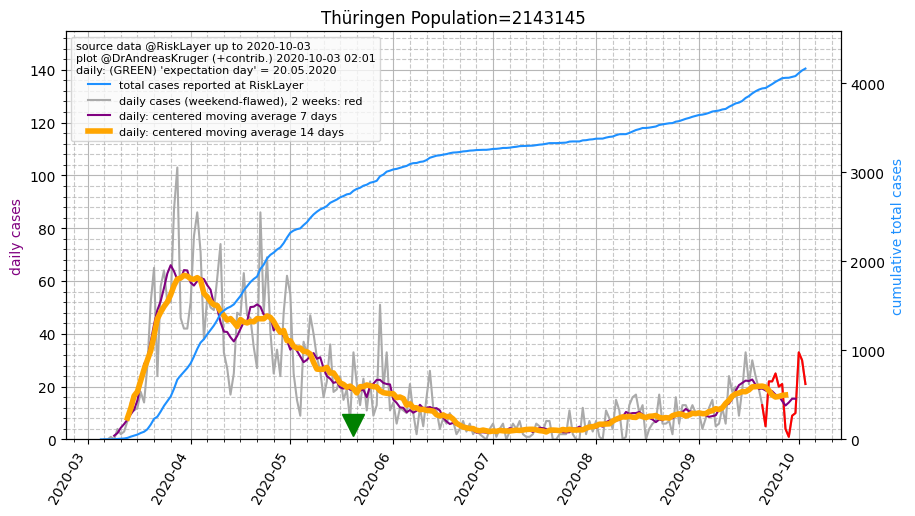 Thüringen Population=2143145
source data @RiskLayer up to 2020-10-03
plot @DrAndreasKruger (+contrib.) 2020-10-03 02:01
daily: (GREEN) 'expectation day' = 20.05.2020
total cases reported at RiskLayer
daily cases (weekend-flawed), 2 weeks: red
daily: centered moving average 7 days
daily: centered moving average 14 days
daily cases
140
120
100
80
60
40
20
0
cumulative total cases
4000
3000
2000
1000
0
2020-03
2020-04
2020-05
2020-06
2020-07
2020-08
2020-09
2020-10